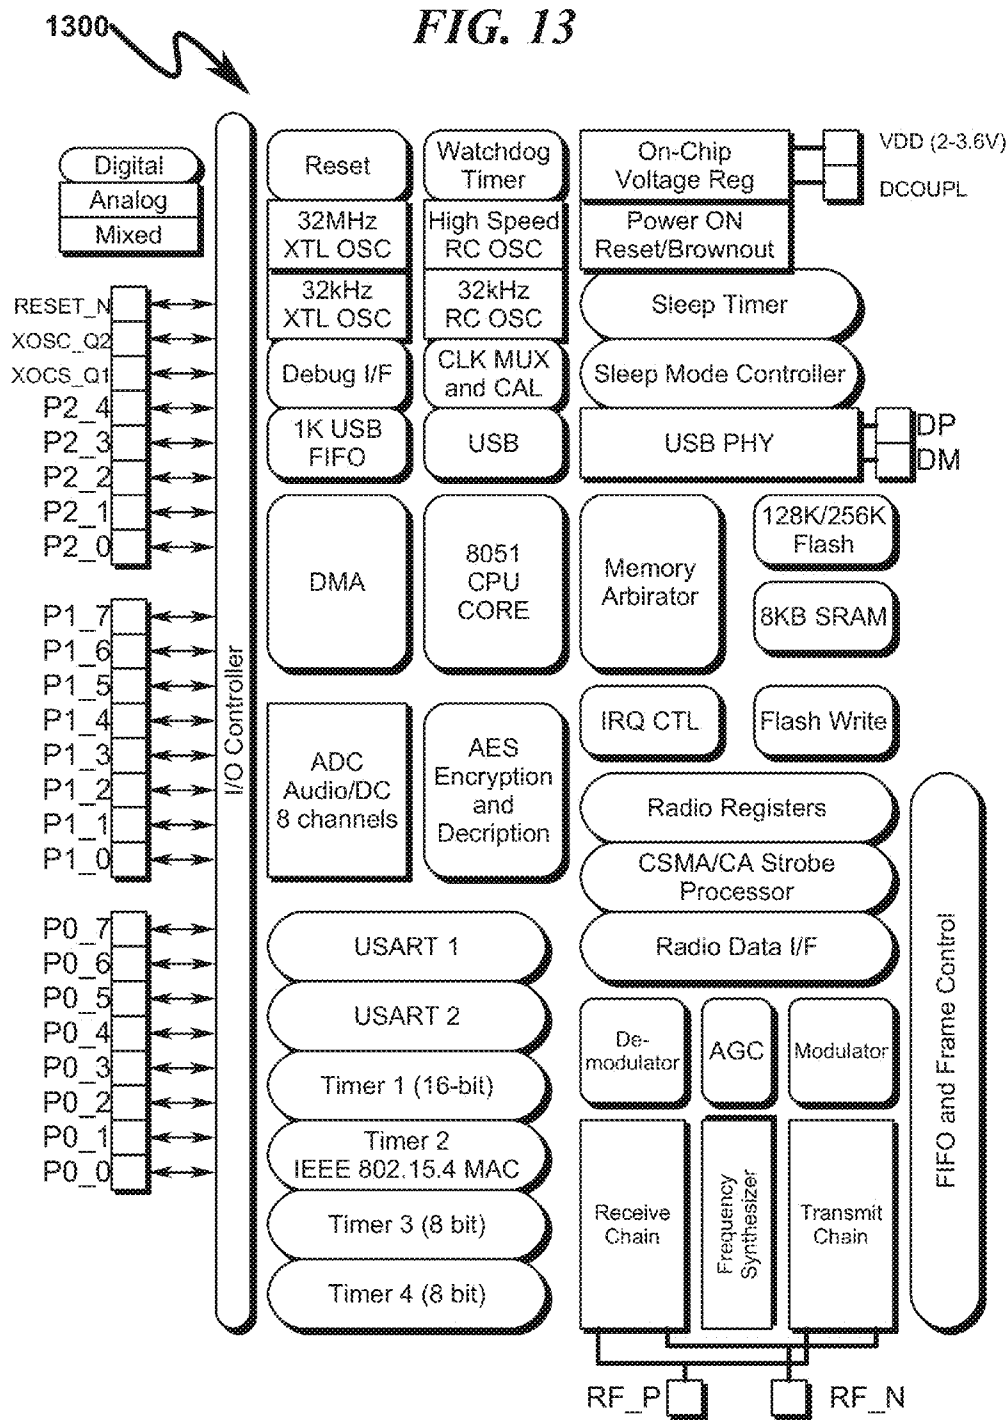 FIG. 13
1300
Digital
Analog
Mixed
RESET_N
XOSC_Q2
XOCS_Q1
P2_4
P2_3
P2_2
P2_1
P2_0
P1_7
P1_6
P1_5
P1_4
P1_3
P1_2
P1_1
P1_0
P0_7
P0_6
P0_5
P0_4
P0_3
P0_2
P0_1
P0_0
I/O Controller
Reset
Watchdog
Timer
On-Chip
Voltage Reg
VDD (2-3.6V)
DCOUPL
32MHz
XTL OSC
High Speed
RC OSC
Power ON
Reset/Brownout
32kHz
XTL OSC
32kHz
RC OSC
Sleep Timer
Debug I/F
CLK MUX
and CAL
Sleep Mode Controller
1K USB
FIFO
USB
USB PHY
DP
DM
DMA
8051
CPU
CORE
Memory
Arbirator
128K/256K
Flash
8KB SRAM
IRQ CTL
Flash Write
ADC
Audio/DC
8 channels
AES
Encryption
and
Decription
Radio Registers
CSMA/CA Strobe
Processor
Radio Data I/F
USART 1
USART 2
Timer 1 (16-bit)
Timer 2
IEEE 802.15.4 MAC
Timer 3 (8 bit)
Timer 4 (8 bit)
De-
modulator
AGC
Modulator
Receive
Chain
Frequency
Synthesizer
Transmit
Chain
FIFO and Frame Control
RF_P
RF_N